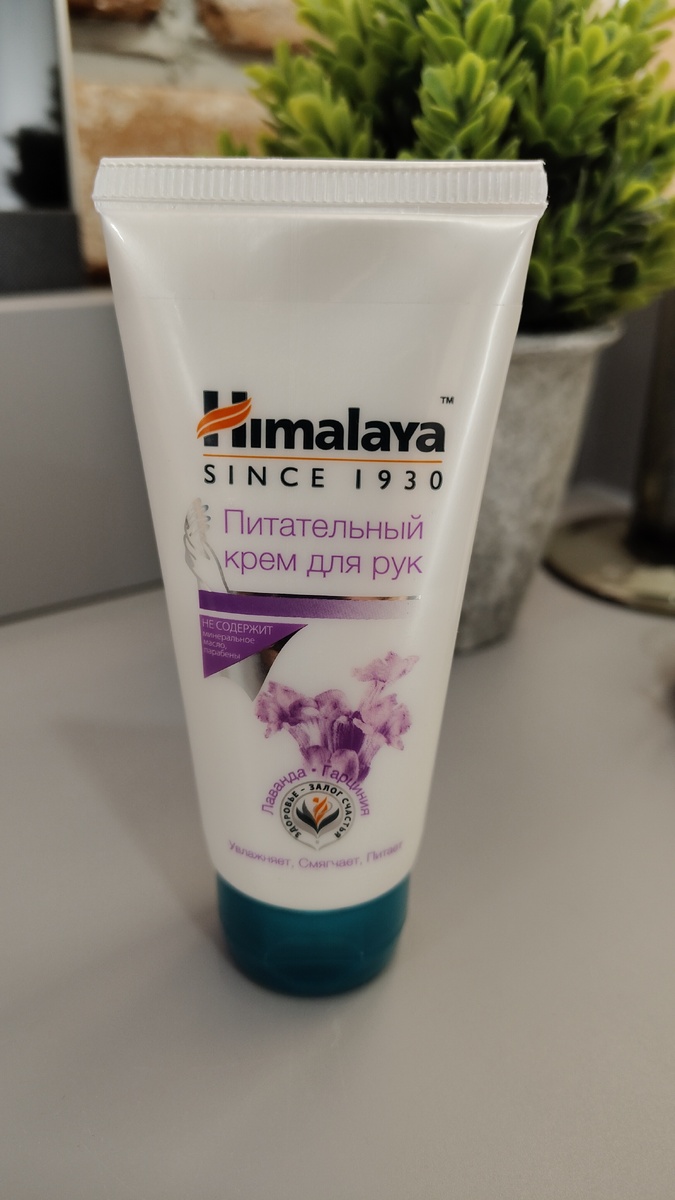 Himalaya™
SINCE 1930
Питательный
крем для рук
НЕ СОДЕРЖИТ
минеральное
масло,
парабены
Лаванда • Гарциния
ЗДОРОВЬЕ - ЗАЛОГ СЧАСТЬЯ
Увлажняет, Смягчает, Питает